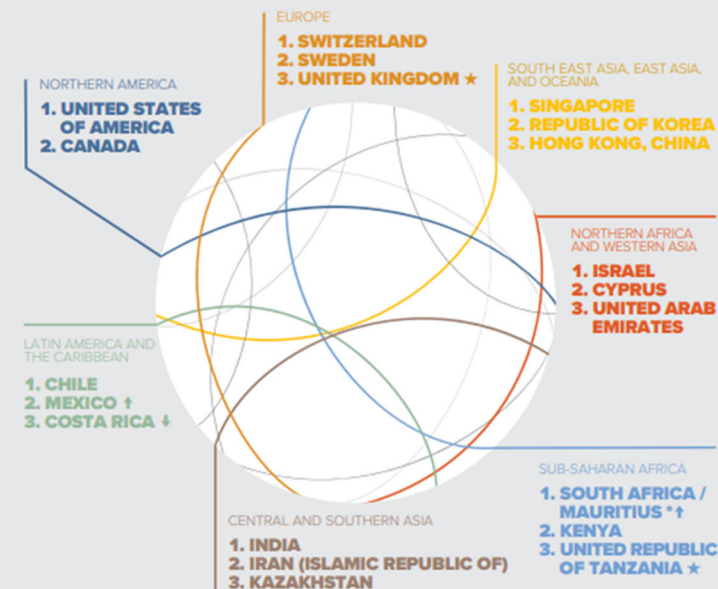 EUROPE
1. SWITZERLAND
2. SWEDEN
3. UNITED KINGDOM ★
NORTHERN AMERICA
1. UNITED STATES
OF AMERICA
2. CANADA
SOUTH EAST ASIA, EAST ASIA,
AND OCEANIA
1. SINGAPORE
2. REPUBLIC OF KOREA
3. HONG KONG, CHINA
NORTHERN AFRICA
AND WESTERN ASIA
1. ISRAEL
2. CYPRUS
3. UNITED ARAB
EMIRATES
LATIN AMERICA AND
THE CARIBBEAN
1. CHILE
2. MEXICO ↑
3. COSTA RICA ↓
SUB-SAHARAN AFRICA
1. SOUTH AFRICA /
MAURITIUS *↑
2. KENYA
3. UNITED REPUBLIC
OF TANZANIA ★
CENTRAL AND SOUTHERN ASIA
1. INDIA
2. IRAN (ISLAMIC REPUBLIC OF)
3. KAZAKHSTAN